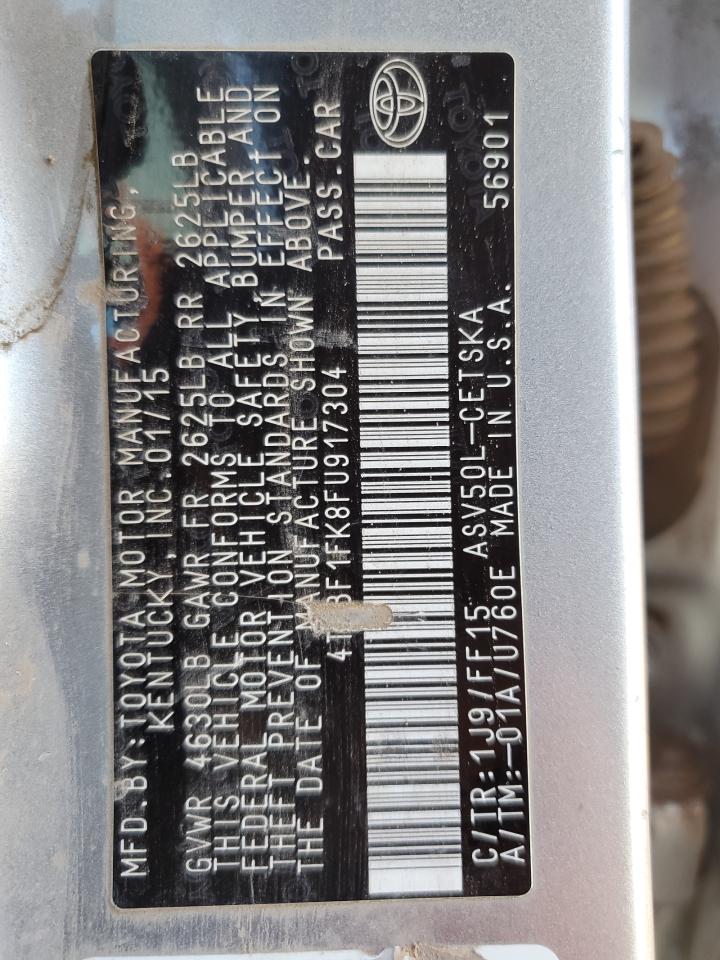 MFD.BY:TOYOTA MOTOR MANUFACTURING,
KENTUCKY,INC.01/15
GVWR 4630LB GAWR FR 2625LB RR 2625LB
THIS VEHICLE CONFORMS TO ALL APPLICABLE
FEDERAL MOTOR VEHICLE SAFETY,BUMPER AND
THEFT PREVENTION STANDARDS IN EFFECT ON
THE DATE OF MANUFACTURE SHOWN ABOVE.
PASS.CAR
C/TR:1J9/FF15 ASV50L-CETSKA 56901
A/TM:-01A/U760E MADE IN U.S.A.